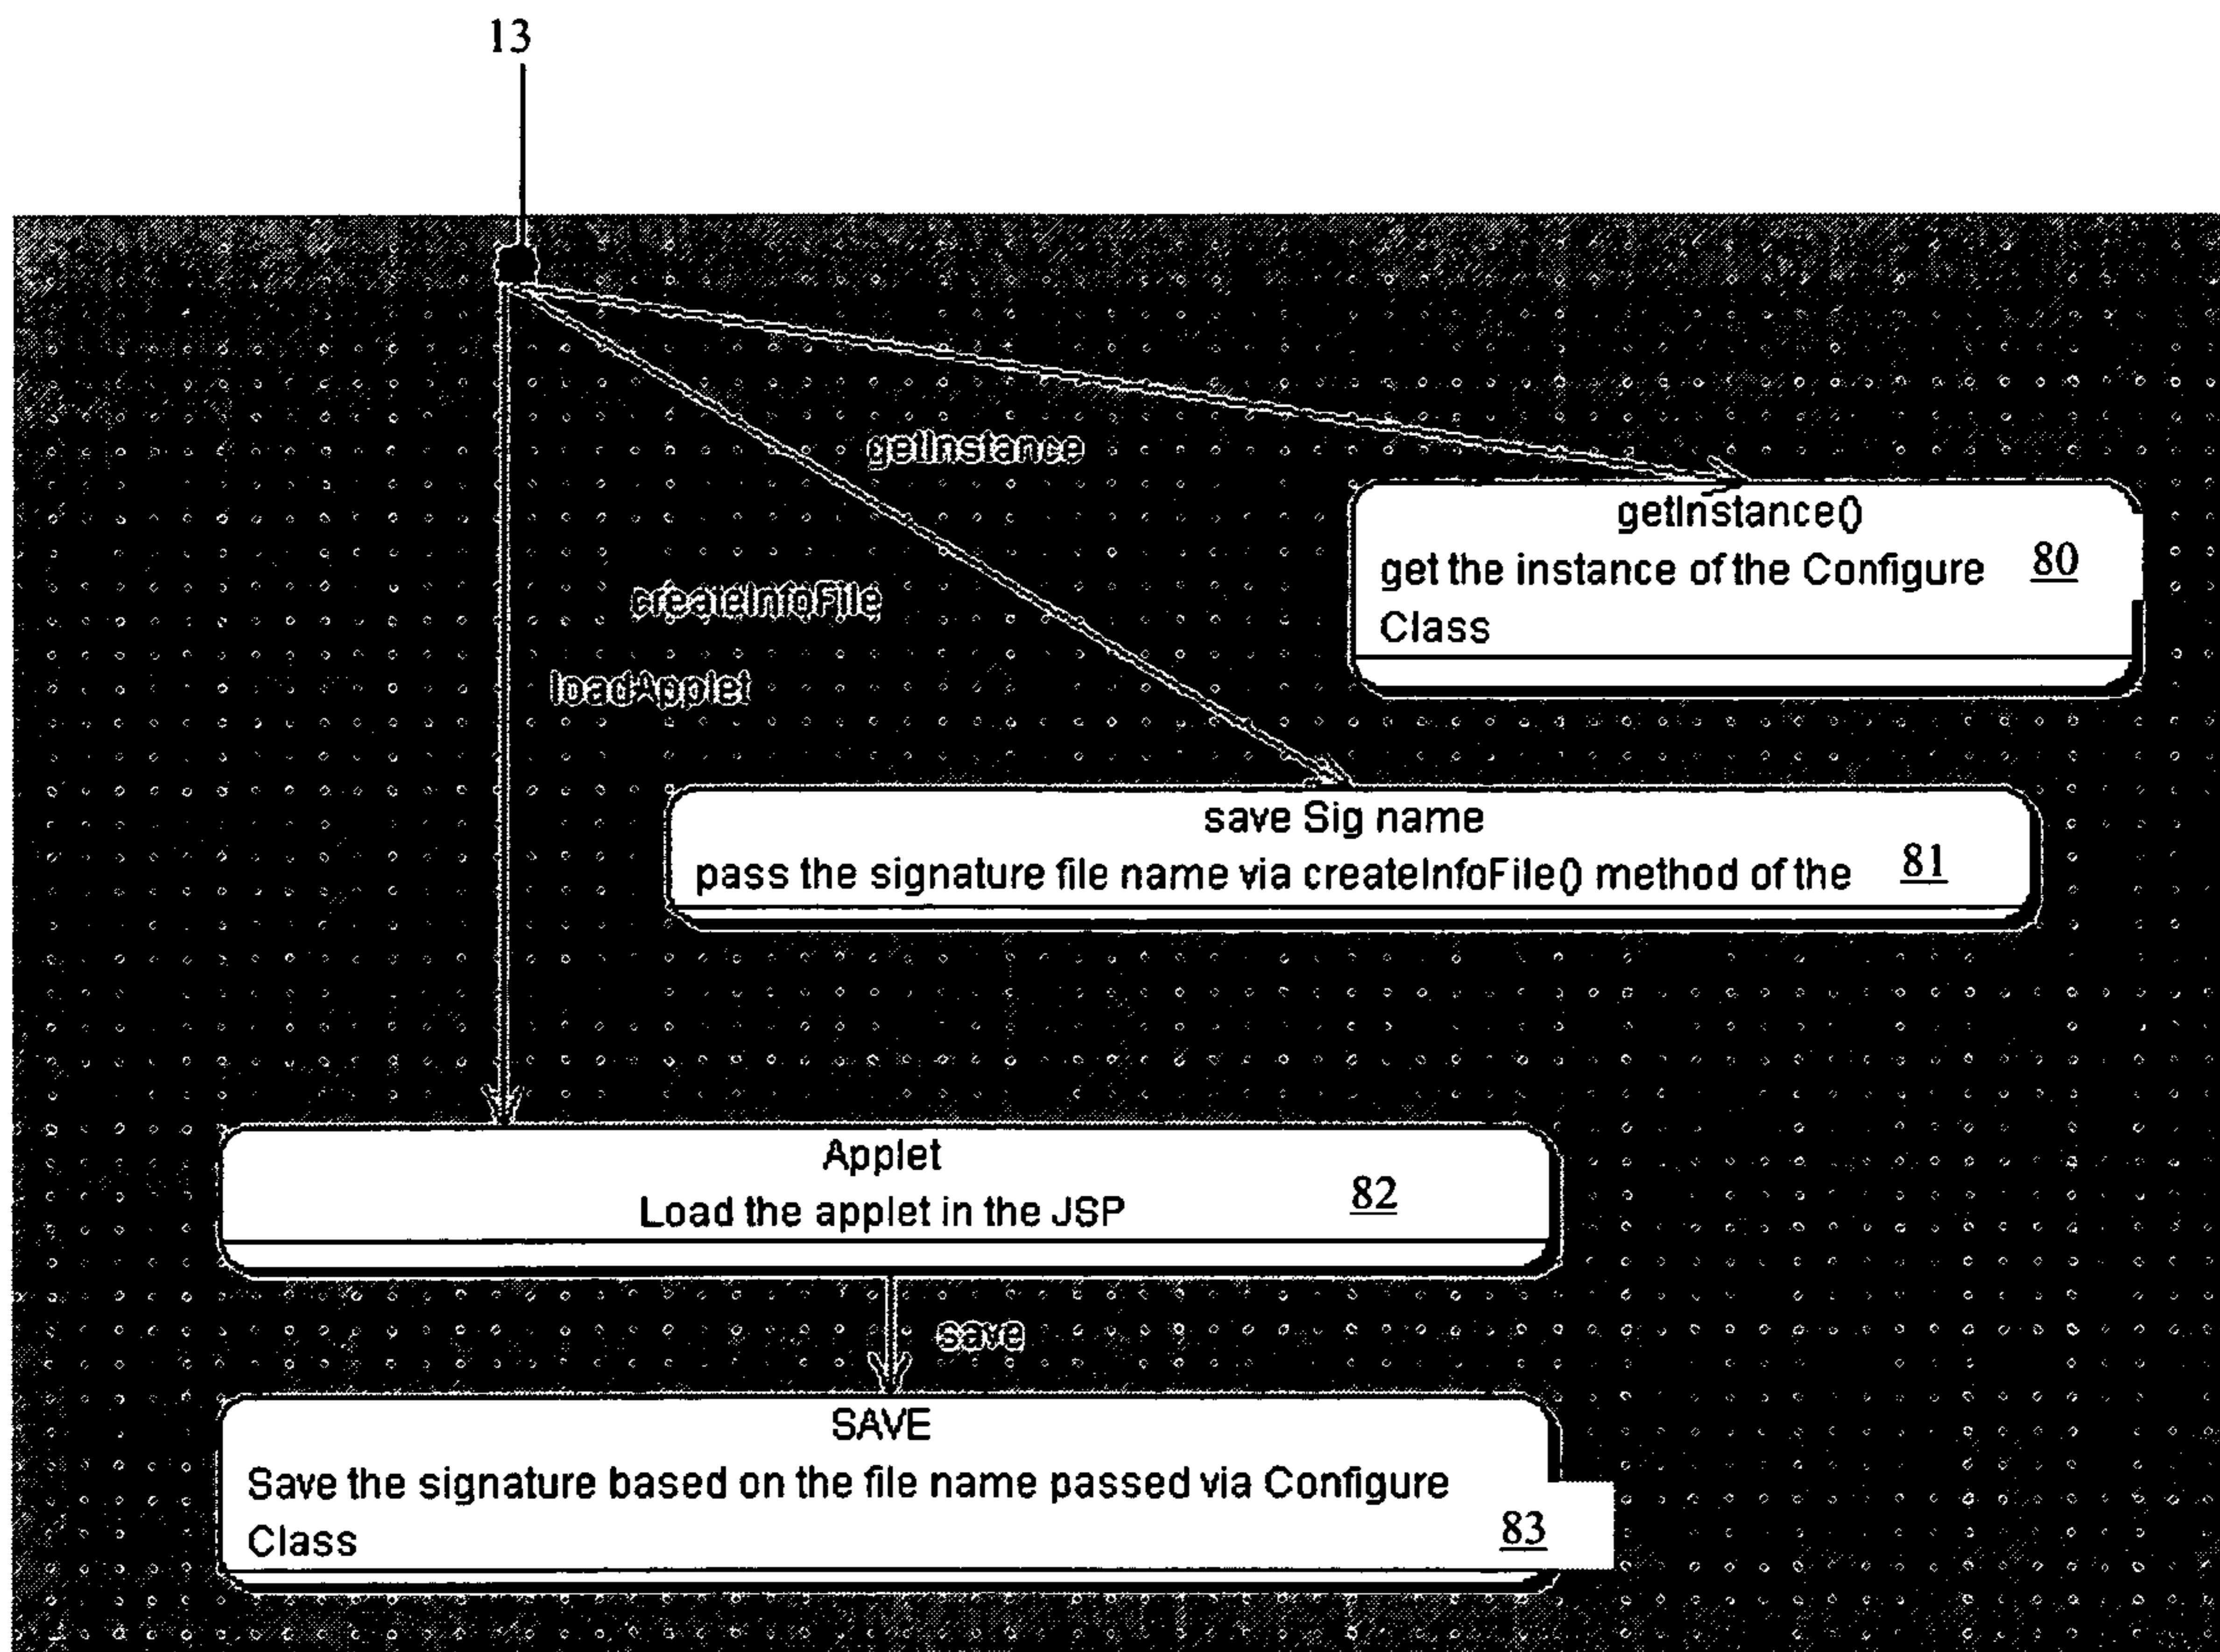 13
getInstance
getInstance()
get the instance of the Configure
Class
80
createInfoFile
loadApplet
save Sig name
pass the signature file name via createInfoFile() method of the
81
Applet
Load the applet in the JSP
82
save
SAVE
Save the signature based on the file name passed via Configure
Class
83